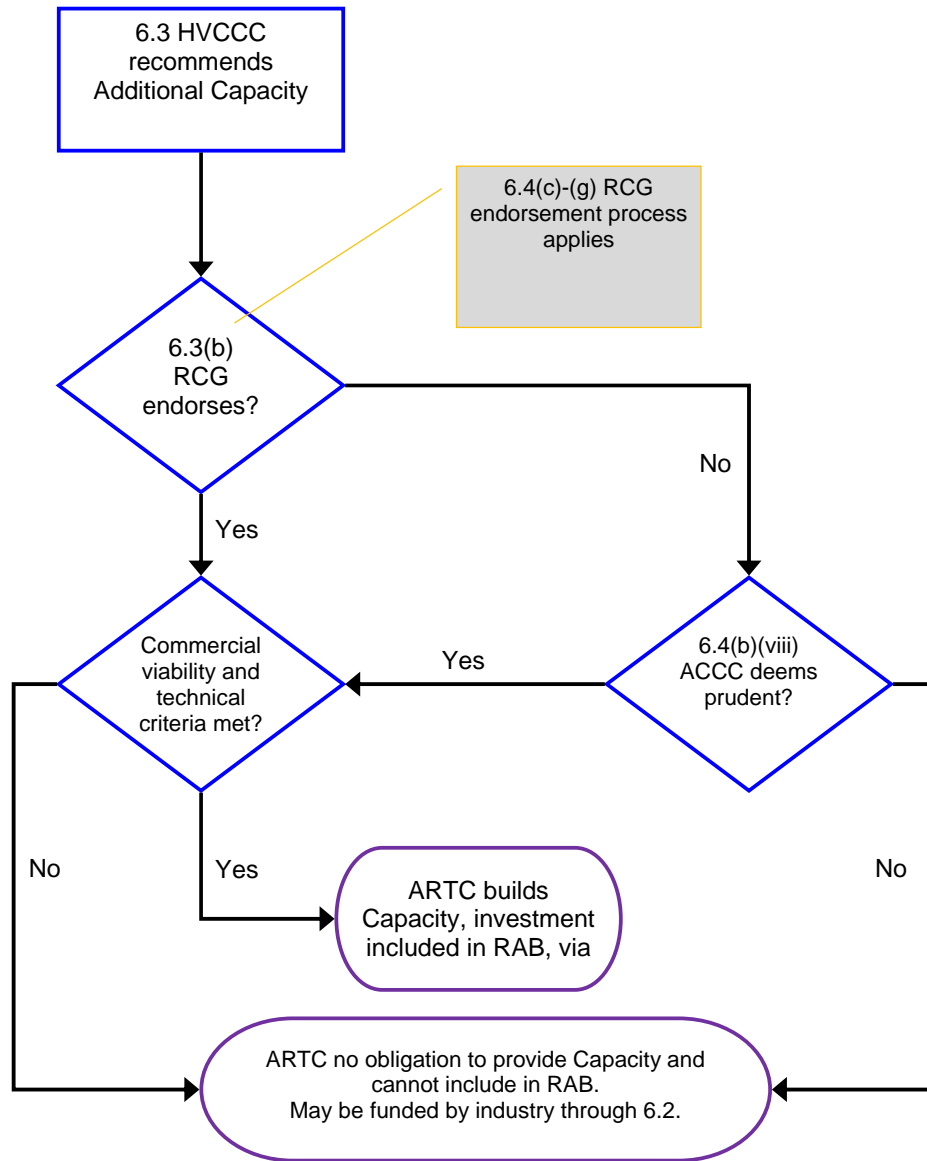 6.3 HVCCC
recommends
Additional Capacity
6.4(c)-(g) RCG
endorsement process
applies
6.3(b)
RCG
endorses?
No
Yes
Commercial
viability and
technical
criteria met?
Yes
6.4(b)(viii)
ACCC deems
prudent?
No
Yes
No
ARTC builds
Capacity, investment
included in RAB, via
ARTC no obligation to provide Capacity and
cannot include in RAB.
May be funded by industry through 6.2.